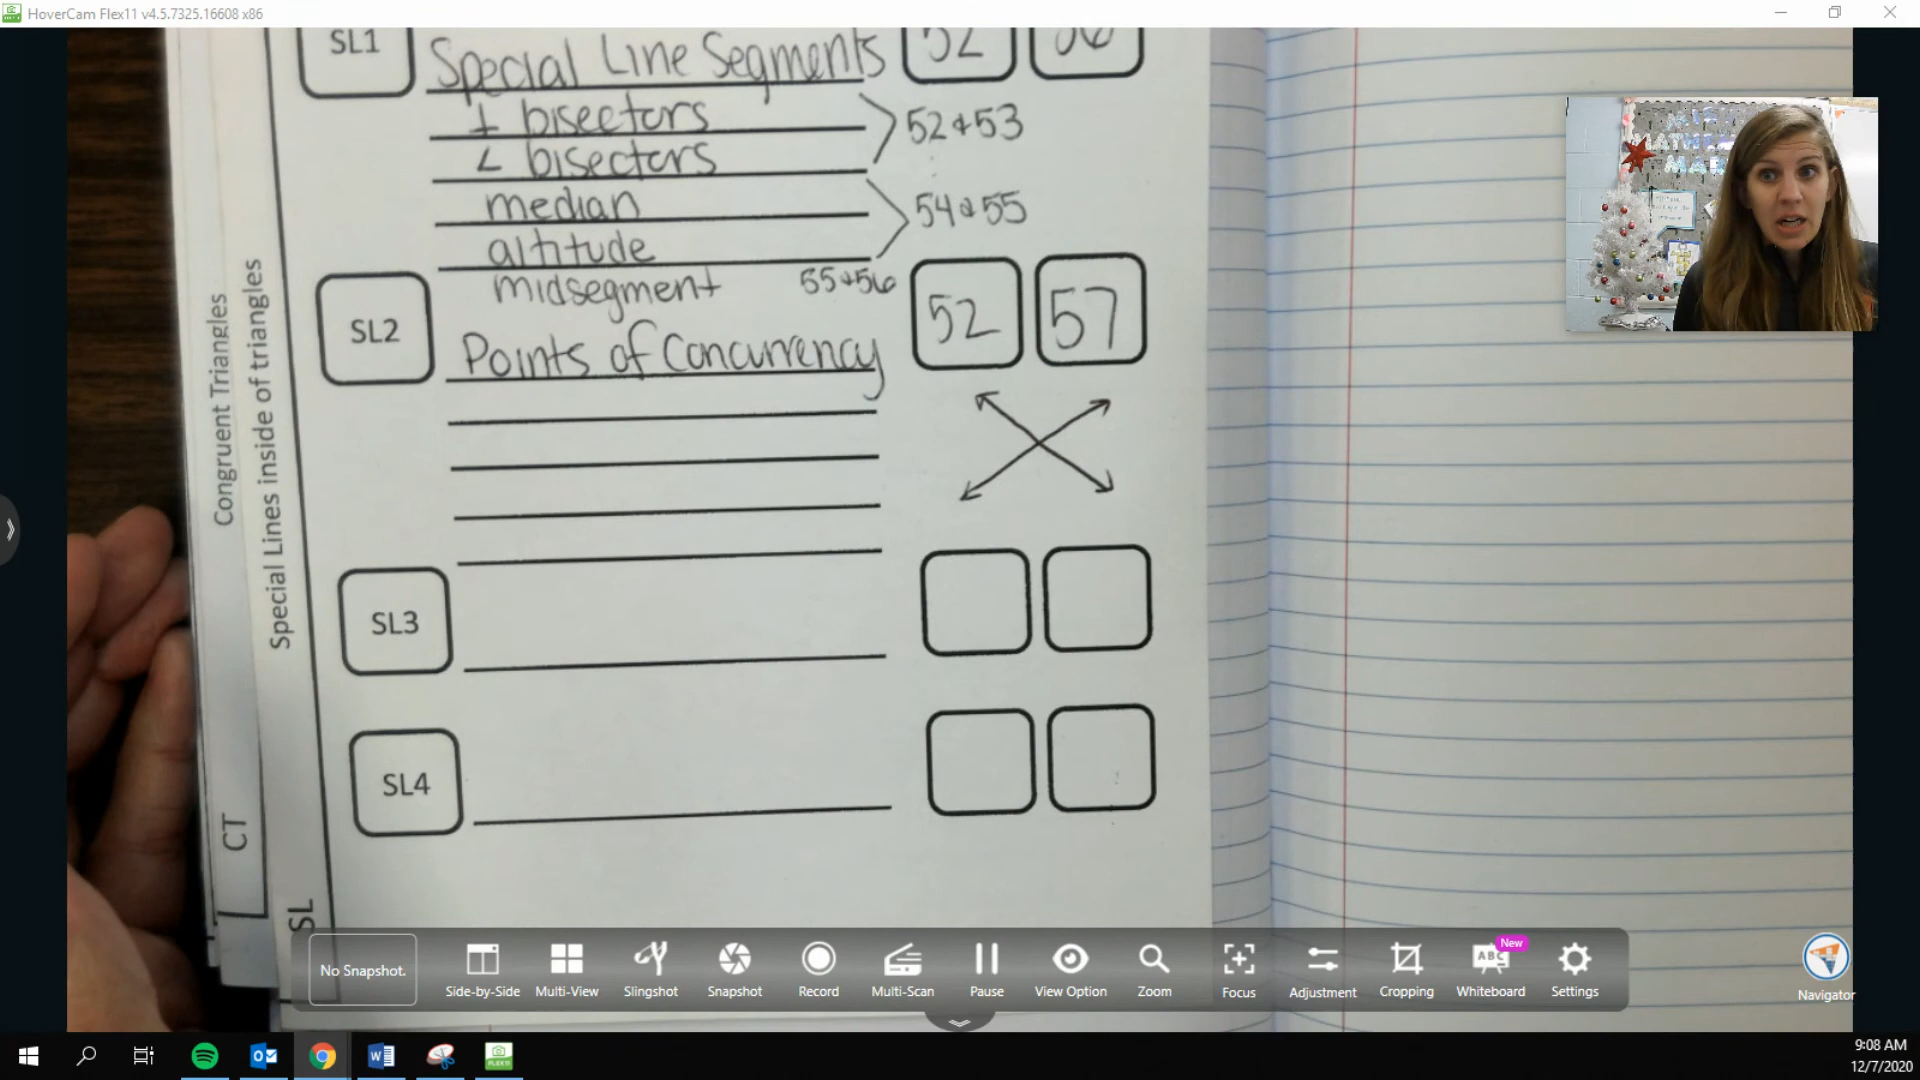 HoverCam Flex11 v4.5.7325.16608 x86
SL1 Special Line Segments 52 56
⊥ bisectors
52 & 53
∠ bisectors
median
54 & 55
altitude
midsegment 55 & 56
SL2 Points of Concurrency 52 57
SL3
SL4
Congruent Triangles
Special Lines inside of triangles
CT
SL
MATH
No Snapshot.
Side-by-Side
Multi-View
Slingshot
Snapshot
Record
Multi-Scan
Pause
View Option
Zoom
Focus
Adjustment
Cropping
ABC
New
Whiteboard
Settings
Navigator
9:08 AM
12/7/2020